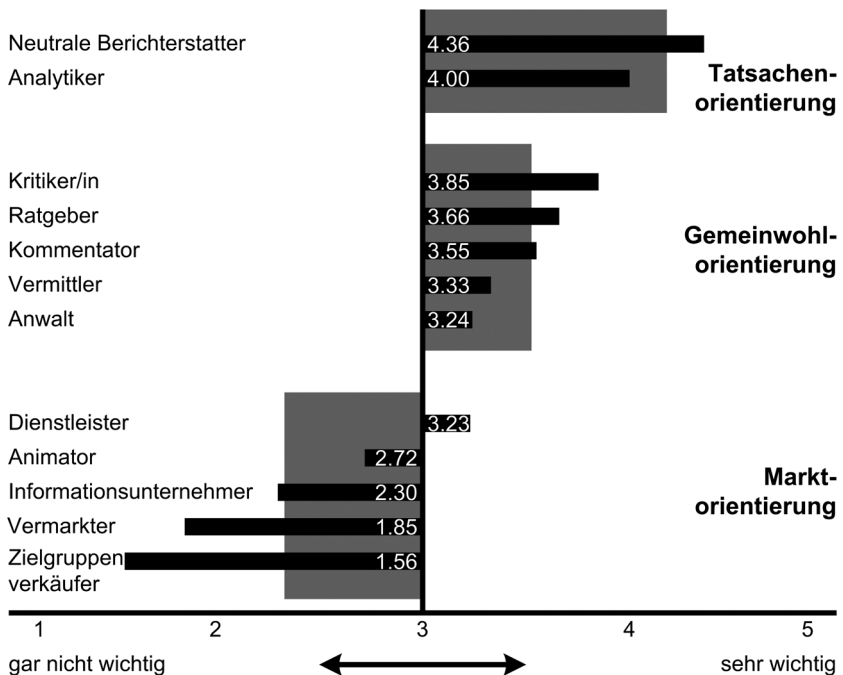 Neutrale Berichterstatter 4.36
Analytiker 4.00
Tatsachen-
orientierung
Kritiker/in 3.85
Ratgeber 3.66
Kommentator 3.55
Vermittler 3.33
Anwalt 3.24
Gemeinwohl-
orientierung
Dienstleister 3.23
Animator 2.72
Informationsunternehmer 2.30
Vermarkter 1.85
Zielgruppen 1.56
verkäufer
Markt-
orientierung
1 2 3 4 5
gar nicht wichtig sehr wichtig